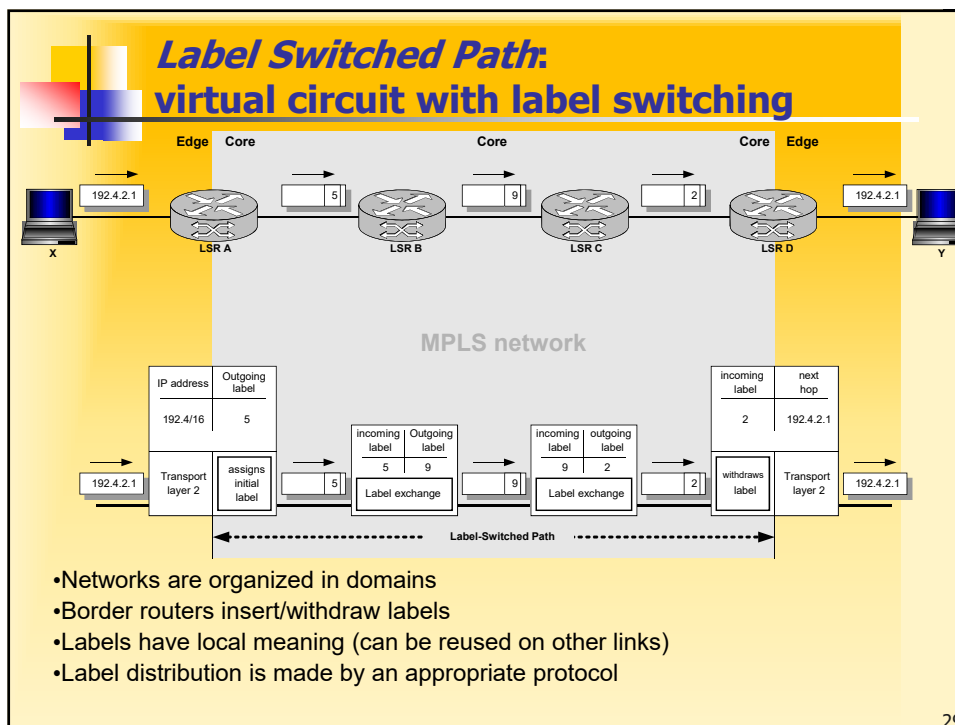 Label Switched Path:
virtual circuit with label switching
Edge Core Core Core Edge
192.4.2.1 5 9 2 192.4.2.1
X LSR A LSR B LSR C LSR D Y
MPLS network
IP address
Outgoing
label
192.4/16 5
Transport
layer 2
assigns
initial
label
incoming
label
Outgoing
label
5 9
Label exchange
incoming
label
outgoing
label
9 2
Label exchange
incoming
label
next
hop
2 192.4.2.1
withdraws
label
Transport
layer 2
192.4.2.1 5 9 2 192.4.2.1
Label-Switched Path
•Networks are organized in domains
•Border routers insert/withdraw labels
•Labels have local meaning (can be reused on other links)
•Label distribution is made by an appropriate protocol